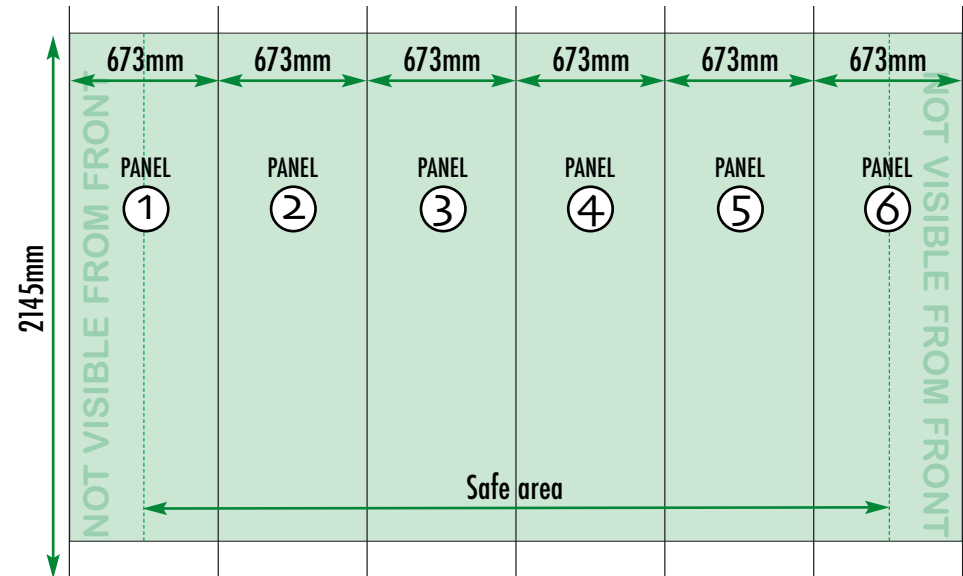 673mm 673mm 673mm 673mm 673mm 673mm
NOT VISIBLE FROM FRONT
NOT VISIBLE FROM FRONT
PANEL PANEL PANEL PANEL PANEL PANEL
1 2 3 4 5 6
2145mm
Safe area